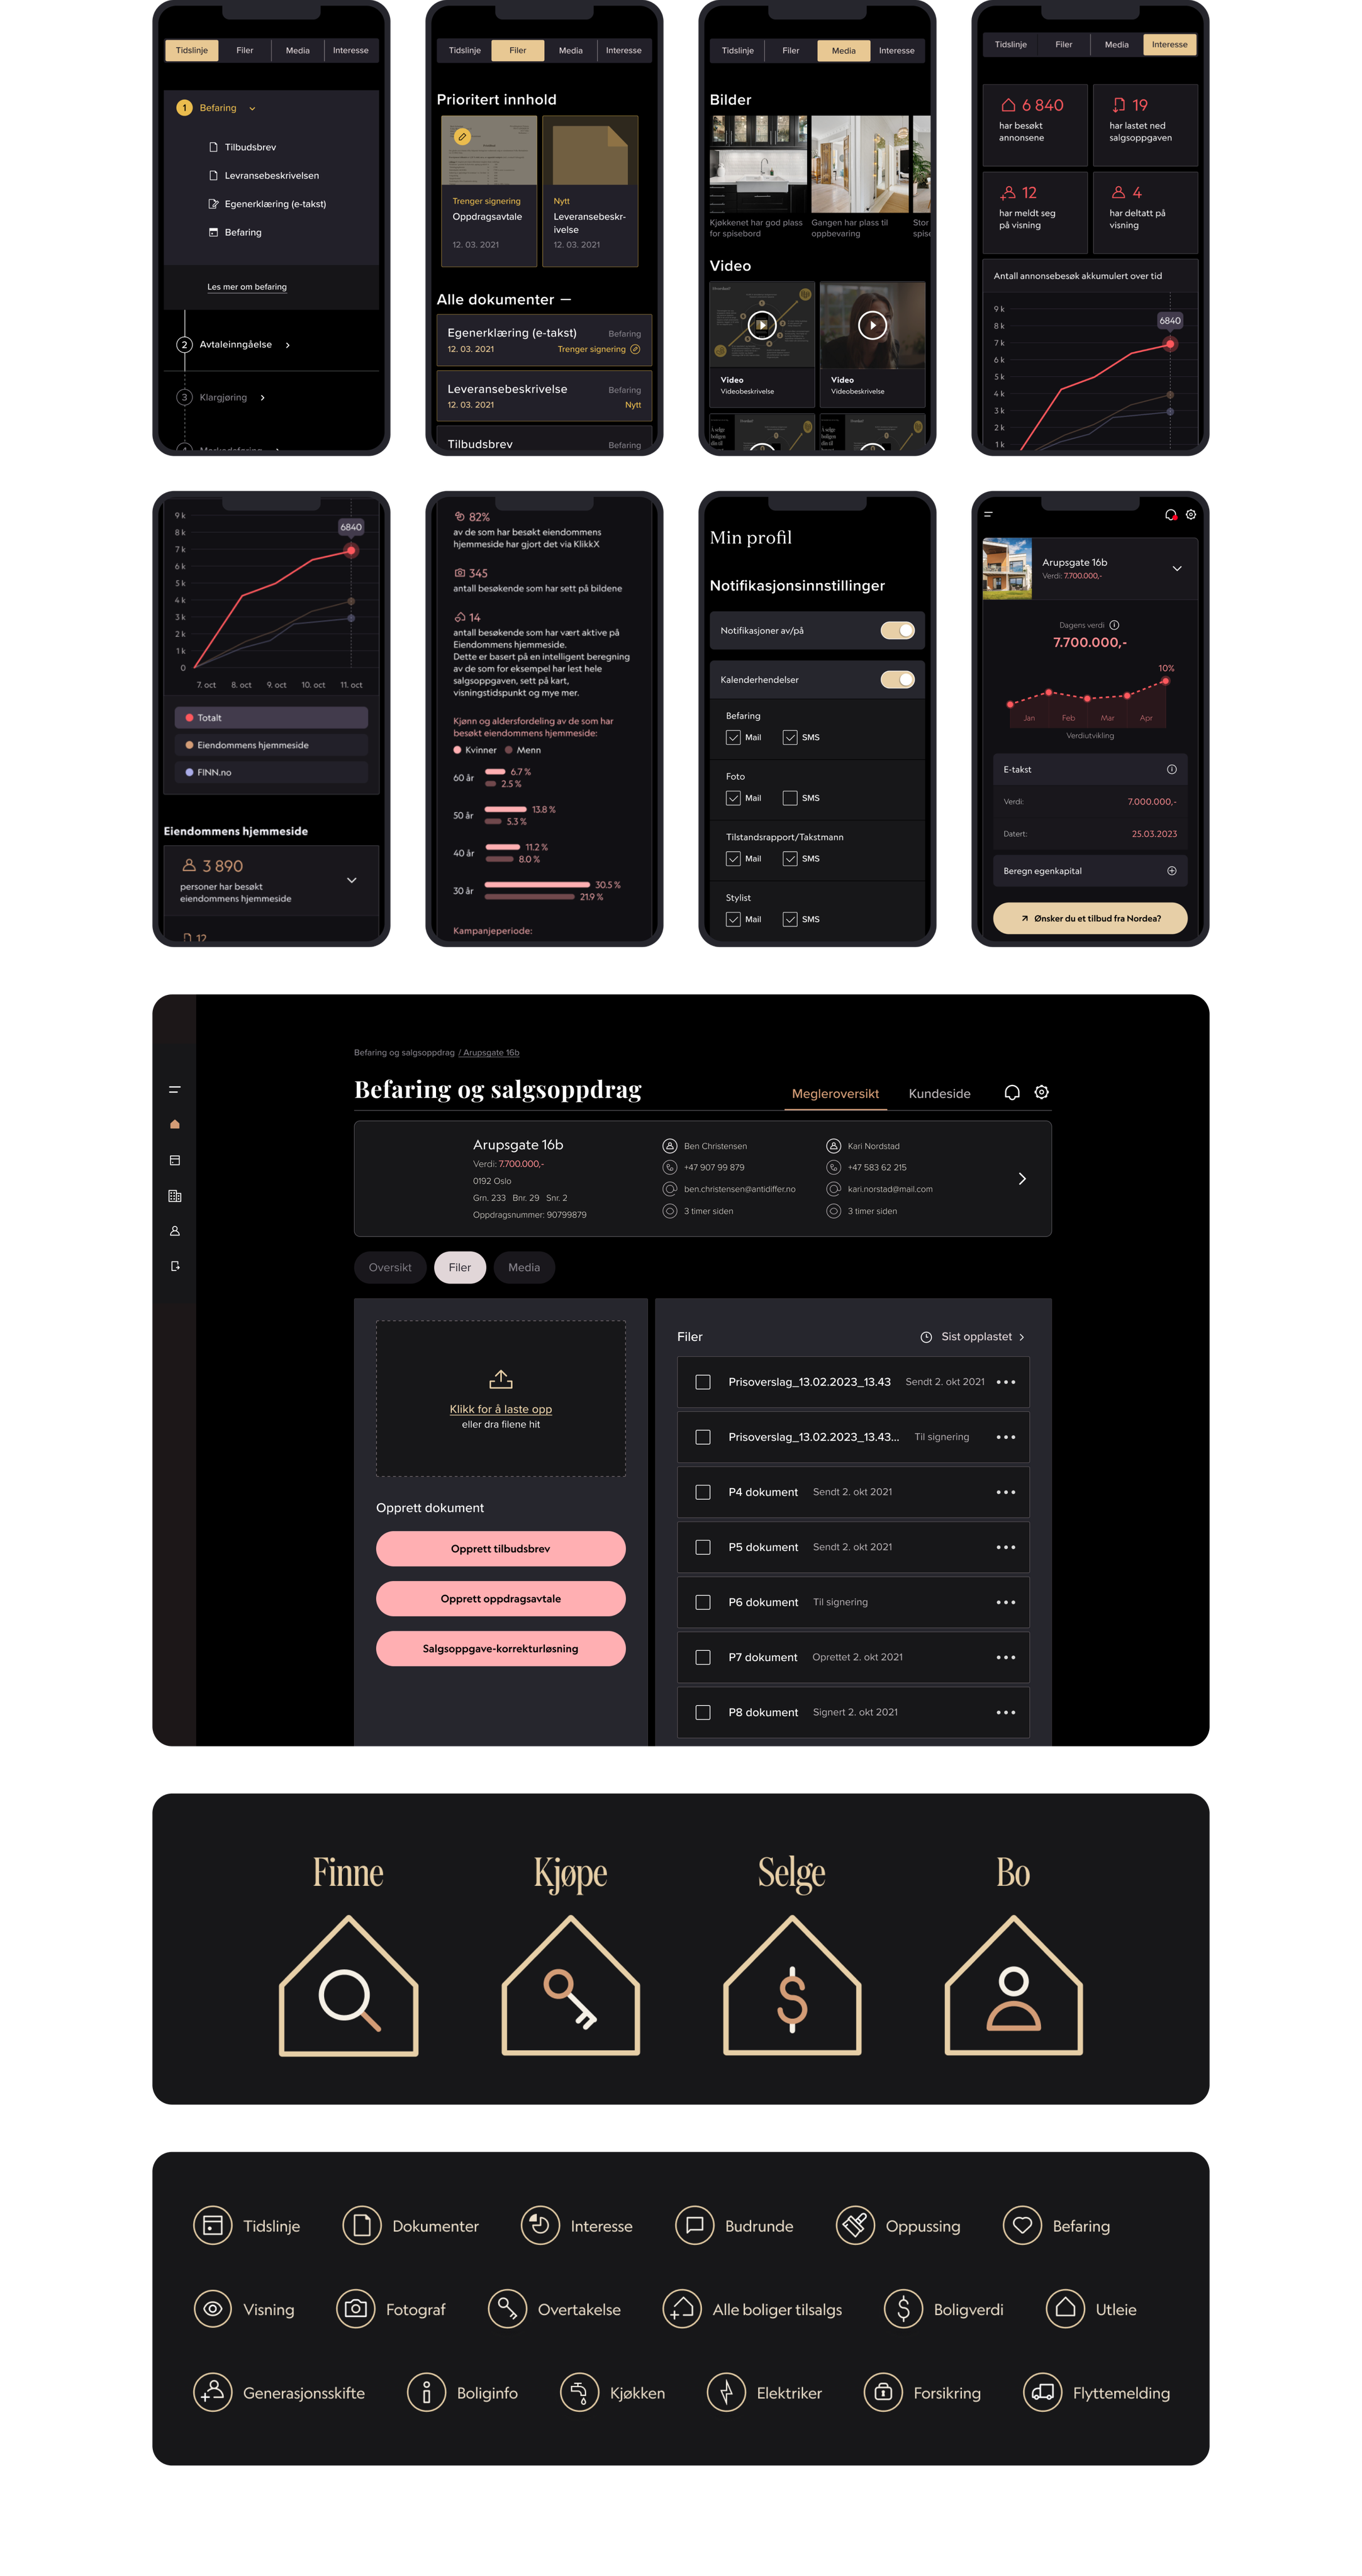 Tidslinje Filer Media Interesse
1 Befaring
Tilbudsbrev
Levransebeskrivelsen
Egenerklæring (e-takst)
Befaring
Les mer om befaring
2 Avtaleinngåelse
3 Klargjøring
Tidslinje Filer Media Interesse
Prioritert innhold
Trenger signering
Oppdragsavtale
12. 03. 2021
Nytt
Leveransebeskr-
ivelse
12. 03. 2021
Alle dokumenter —
Egenerklæring (e-takst) Befaring
12. 03. 2021 Trenger signering
Leveransebeskrivelse Befaring
12. 03. 2021 Nytt
Tilbudsbrev Befaring
Tidslinje Filer Media Interesse
Bilder
Kjøkkenet har god plass
for spisebord
Gangen har plass til
oppbevaring
Stor
spise
Video
Video
Videobeskrivelse
Video
Videobeskrivelse
Tidslinje Filer Media Interesse
6 840
har besøkt
annonsene
19
har lastet ned
salgsoppgaven
12
har meldt seg
på visning
4
har deltatt på
visning
Antall annonsebesøk akkumulert over tid
9 k
8 k
7 k
6 k
5 k
4 k
3 k
2 k
1 k
6840
9 k
8 k
7 k
6 k
5 k
4 k
3 k
2 k
1 k
0
6840
7. oct 8. oct 9. oct 10. oct 11. oct
Totalt
Eiendommens hjemmeside
FINN.no
Eiendommens hjemmeside
3 890
personer har besøkt
eiendommens hjemmeside
12
82%
av de som har besøkt eiendommens
hjemmeside har gjort det via KlikkX
345
antall besøkende som har sett på bildene
14
antall besøkende som har vært aktive på
Eiendommens hjemmeside.
Dette er basert på en intelligent beregning
av de som for eksempel har lest hele
salgsoppgaven, sett på kart,
visningstidspunkt og mye mer.
Kjønn og aldersfordeling av de som har
besøkt eiendommens hjemmeside:
Kvinner Menn
60 år 6.7 %
2.5 %
50 år 13.8 %
5.3 %
40 år 11.2 %
8.0 %
30 år 30.5 %
21.9 %
Kampanjeperiode:
Min profil
Notifikasjonsinnstillinger
Notifikasjoner av/på
Kalenderhendelser
Befaring
Mail SMS
Foto
Mail SMS
Tilstandsrapport/Takstmann
Mail SMS
Stylist
Mail SMS
Arupsgate 16b
Verdi: 7.700.000,-
Dagens verdi
7.700.000,-
10%
Jan Feb Mar Apr
Verdiutvikling
E-takst
Verdi: 7.000.000,-
Datert: 25.03.2023
Beregn egenkapital
Ønsker du et tilbud fra Nordea?
Befaring og salgsoppdrag / Arupsgate 16b
Befaring og salgsoppdrag
Megleroversikt Kundeside
Arupsgate 16b
Verdi: 7.700.000,-
0192 Oslo
Grn. 233 Bnr. 29 Snr. 2
Oppdragsnummer: 90799879
Ben Christensen
+47 907 99 879
ben.christensen@antidiffer.no
3 timer siden
Kari Nordstad
+47 583 62 215
kari.norstad@mail.com
3 timer siden
Oversikt Filer Media
Klikk for å laste opp
eller dra filene hit
Opprett dokument
Opprett tilbudsbrev
Opprett oppdragsavtale
Salgsoppgave-korrekturløsning
Filer Sist opplastet
Prisoverslag_13.02.2023_13.43 Sendt 2. okt 2021
Prisoverslag_13.02.2023_13.43... Til signering
P4 dokument Sendt 2. okt 2021
P5 dokument Sendt 2. okt 2021
P6 dokument Til signering
P7 dokument Oprettet 2. okt 2021
P8 dokument Signert 2. okt 2021
Finne Kjøpe Selge Bo
Tidslinje Dokumenter Interesse Budrunde Oppussing Befaring
Visning Fotograf Overtakelse Alle boliger tilsalgs Boligverdi Utleie
Generasjonsskifte Boliginfo Kjøkken Elektriker Forsikring Flyttemelding